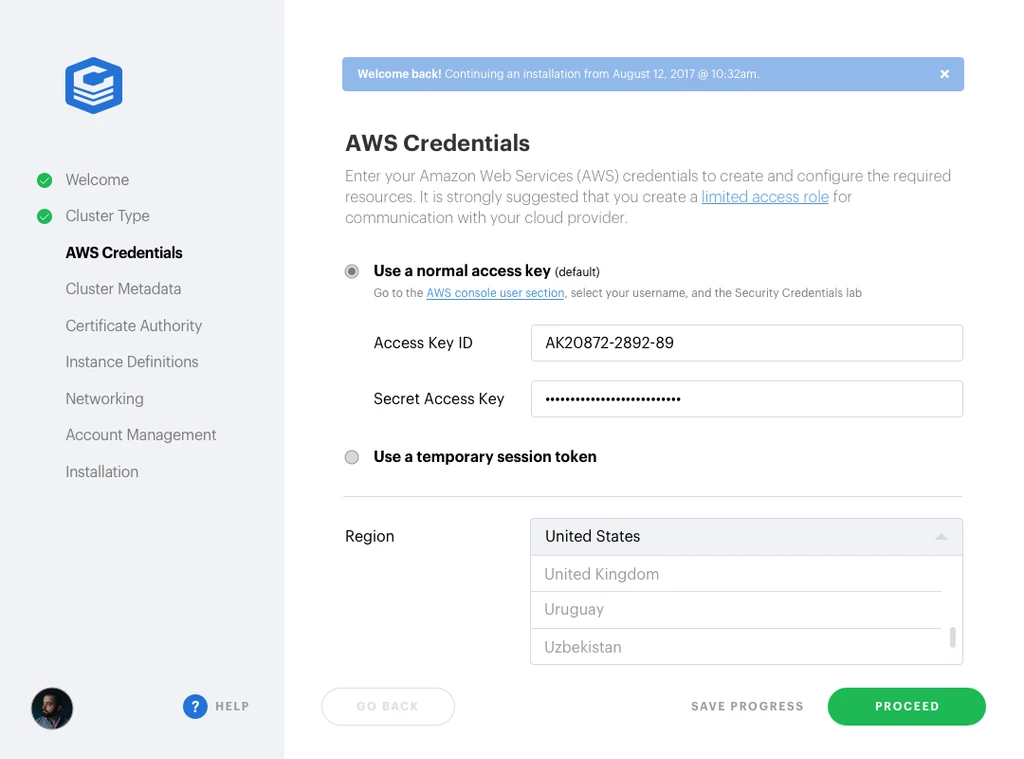 Welcome back! Continuing an installation from August 12, 2017 @ 10:32am.
Welcome
Cluster Type
AWS Credentials
Cluster Metadata
Certificate Authority
Instance Definitions
Networking
Account Management
Installation
? HELP
AWS Credentials
Enter your Amazon Web Services (AWS) credentials to create and configure the required
resources. It is strongly suggested that you create a limited access role for
communication with your cloud provider.
Use a normal access key (default)
Go to the AWS console user section, select your username, and the Security Credentials lab
Access Key ID AK20872-2892-89
Secret Access Key •••••••••••••••••••••••••••
Use a temporary session token
Region United States
United Kingdom
Uruguay
Uzbekistan
GO BACK SAVE PROGRESS PROCEED